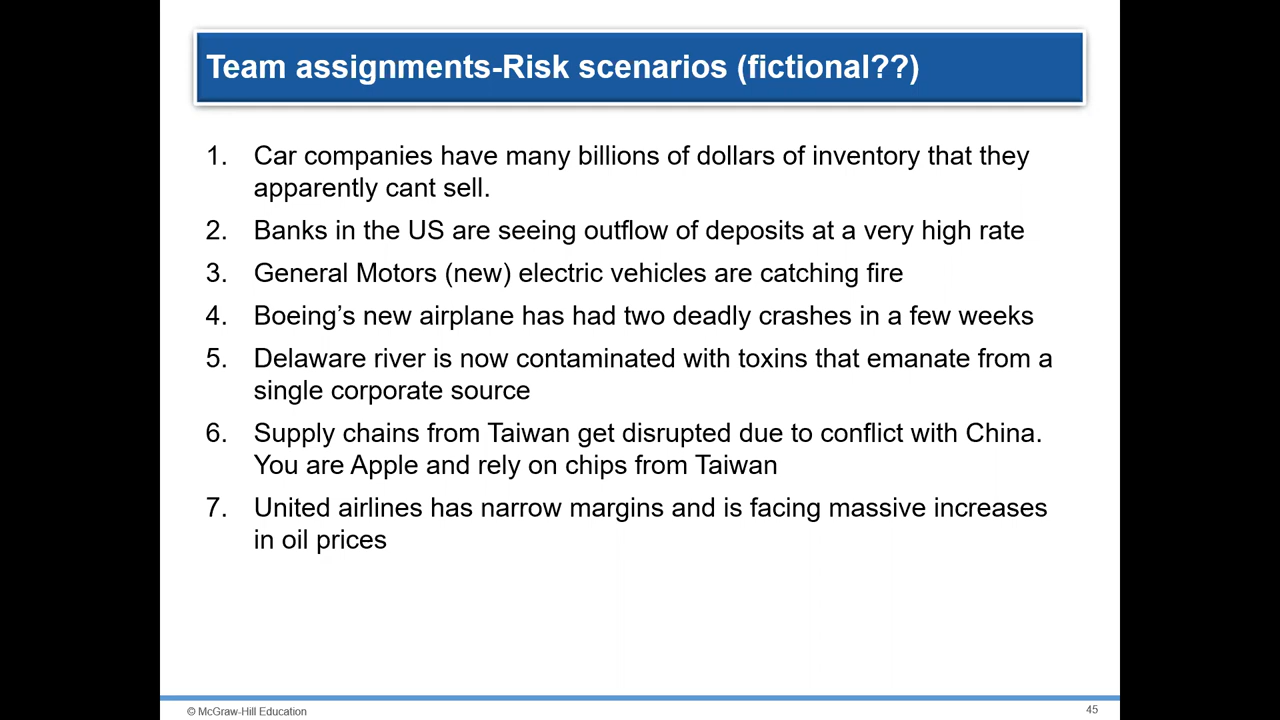 Team assignments-Risk scenarios (fictional??)
1. Car companies have many billions of dollars of inventory that they
apparently cant sell.
2. Banks in the US are seeing outflow of deposits at a very high rate
3. General Motors (new) electric vehicles are catching fire
4. Boeing’s new airplane has had two deadly crashes in a few weeks
5. Delaware river is now contaminated with toxins that emanate from a
single corporate source
6. Supply chains from Taiwan get disrupted due to conflict with China.
You are Apple and rely on chips from Taiwan
7. United airlines has narrow margins and is facing massive increases
in oil prices
© McGraw-Hill Education
45